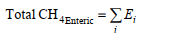 Total CH₄Enteric = ∑ᵢ Eᵢ